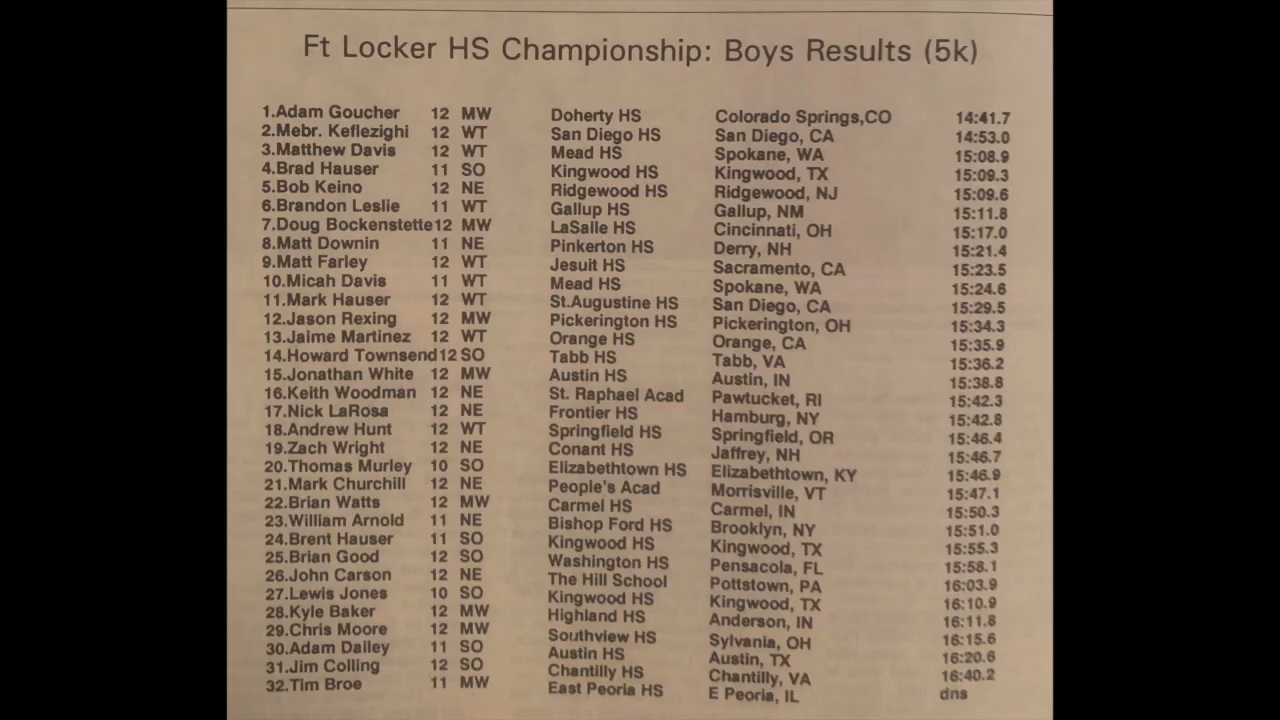 Ft Locker HS Championship: Boys Results (5k)
1.Adam Goucher 12 MW Doherty HS Colorado Springs,CO 14:41.7
2.Mebr. Keflezighi 12 WT San Diego HS San Diego, CA 14:53.0
3.Matthew Davis 12 WT Mead HS Spokane, WA 15:08.9
4.Brad Hauser 11 SO Kingwood HS Kingwood, TX 15:09.3
5.Bob Keino 12 NE Ridgewood HS Ridgewood, NJ 15:09.6
6.Brandon Leslie 11 WT Gallup HS Gallup, NM 15:11.8
7.Doug Bockenstette12 MW LaSalle HS Cincinnati, OH 15:17.0
8.Matt Downin 11 NE Pinkerton HS Derry, NH 15:21.4
9.Matt Farley 12 WT Jesuit HS Sacramento, CA 15:23.5
10.Micah Davis 11 WT Mead HS Spokane, WA 15:24.6
11.Mark Hauser 12 WT St.Augustine HS San Diego, CA 15:29.5
12.Jason Rexing 12 MW Pickerington HS Pickerington, OH 15:34.3
13.Jaime Martinez 12 WT Orange HS Orange, CA 15:35.9
14.Howard Townsend12 SO Tabb HS Tabb, VA 15:36.2
15.Jonathan White 12 MW Austin HS Austin, IN 15:38.8
16.Keith Woodman 12 NE St. Raphael Acad Pawtucket, RI 15:42.3
17.Nick LaRosa 12 NE Frontier HS Hamburg, NY 15:42.8
18.Andrew Hunt 12 WT Springfield HS Springfield, OR 15:46.4
19.Zach Wright 12 NE Conant HS Jaffrey, NH 15:46.7
20.Thomas Murley 10 SO Elizabethtown HS Elizabethtown, KY 15:46.9
21.Mark Churchill 12 NE People's Acad Morrisville, VT 15:47.1
22.Brian Watts 12 MW Carmel HS Carmel, IN 15:50.3
23.William Arnold 11 NE Bishop Ford HS Brooklyn, NY 15:51.0
24.Brent Hauser 11 SO Kingwood HS Kingwood, TX 15:55.3
25.Brian Good 12 SO Washington HS Pensacola, FL 15:58.1
26.John Carson 12 NE The Hill School Pottstown, PA 16:03.9
27.Lewis Jones 10 SO Kingwood HS Kingwood, TX 16:10.9
28.Kyle Baker 12 MW Highland HS Anderson, IN 16:11.8
29.Chris Moore 12 MW Southview HS Sylvania, OH 16:15.6
30.Adam Dailey 11 SO Austin HS Austin, TX 16:20.6
31.Jim Colling 12 SO Chantilly HS Chantilly, VA 16:40.2
32.Tim Broe 11 MW East Peoria HS E Peoria, IL dns